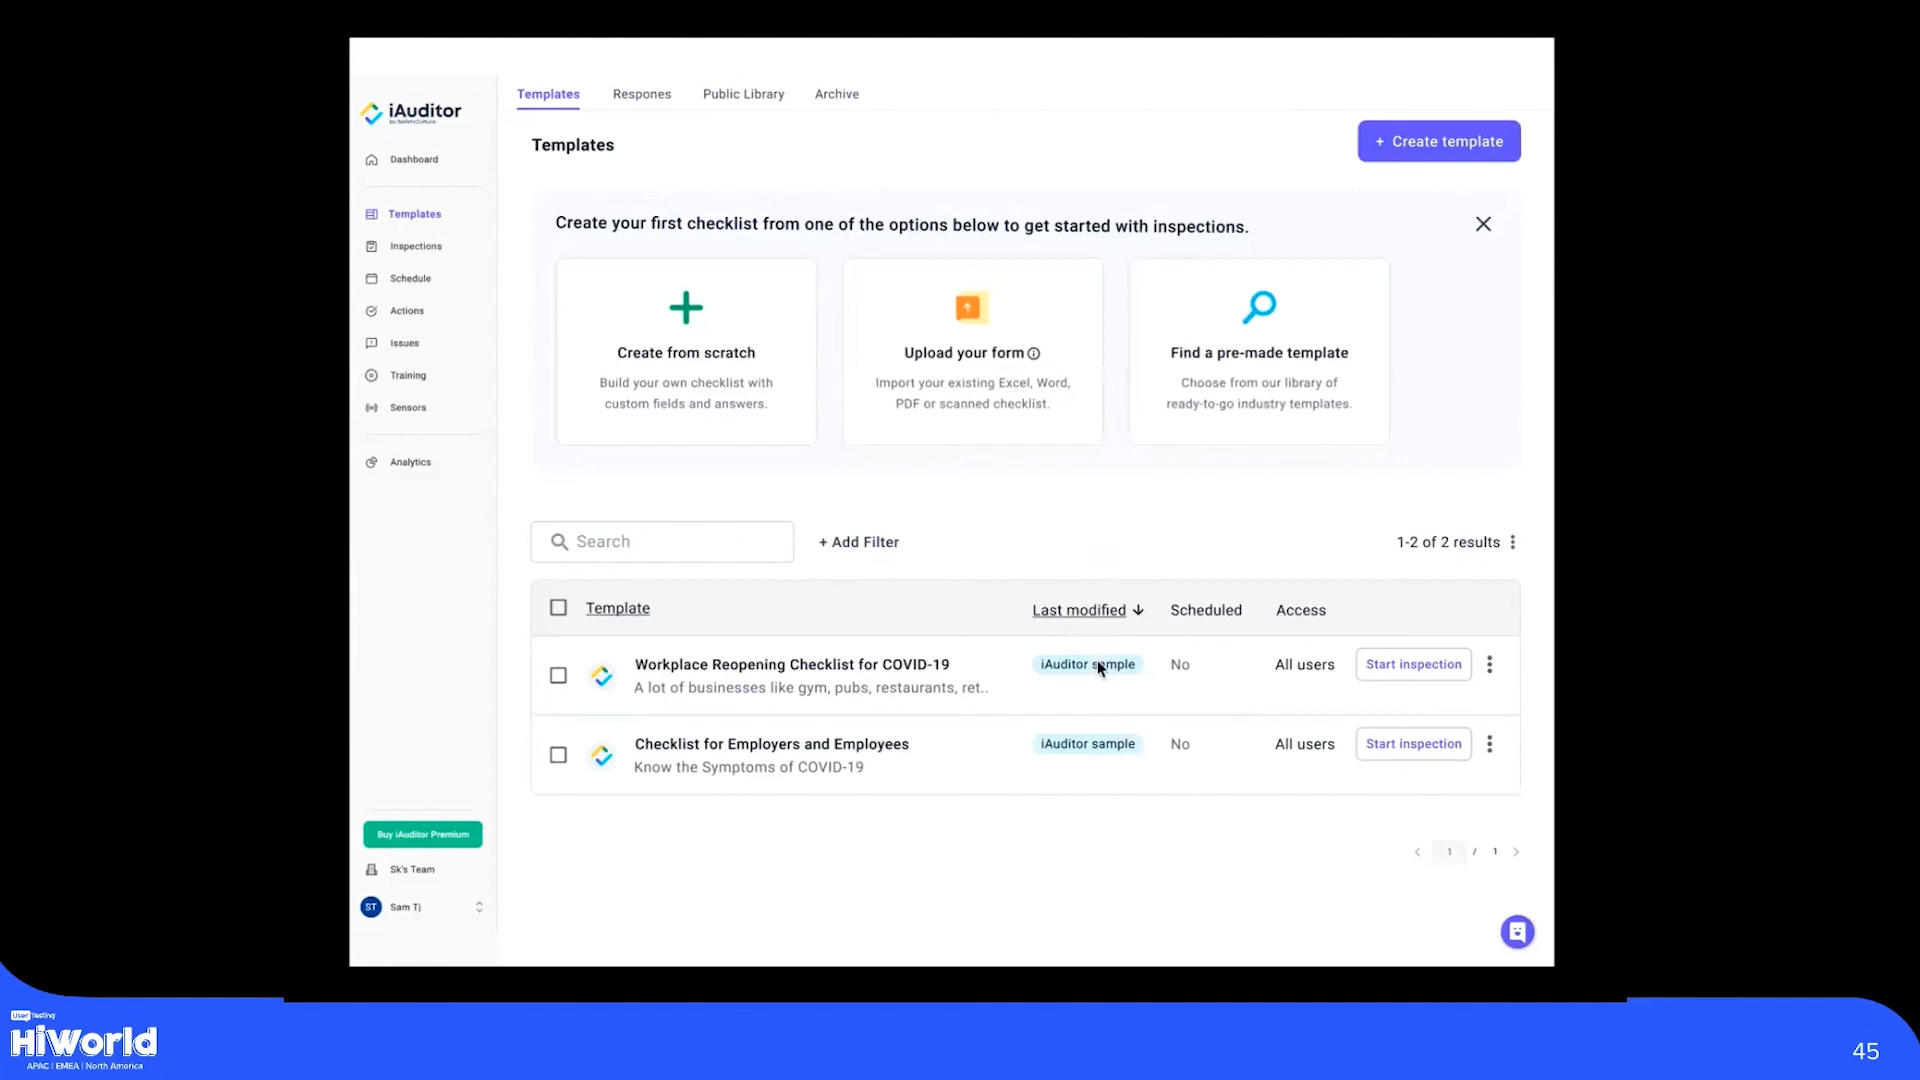 iAuditor
by SafetyCulture
Dashboard
Templates
Inspections
Schedule
Actions
Issues
Training
Sensors
Analytics
Buy iAuditor Premium
Sk's Team
ST
Sam Tj
Templates
Respones
Public Library
Archive
Templates
+ Create template
Create your first checklist from one of the options below to get started with inspections.
Create from scratch
Build your own checklist with
custom fields and answers.
Upload your form
Import your existing Excel, Word,
PDF or scanned checklist.
Find a pre-made template
Choose from our library of
ready-to-go industry templates.
Search
+ Add Filter
1-2 of 2 results
Template
Last modified
Scheduled
Access
Workplace Reopening Checklist for COVID-19
A lot of businesses like gym, pubs, restaurants, ret..
iAuditor sample
No
All users
Start inspection
Checklist for Employers and Employees
Know the Symptoms of COVID-19
iAuditor sample
No
All users
Start inspection
1 / 1
UserTesting
HiWorld
APAC | EMEA | North America
45